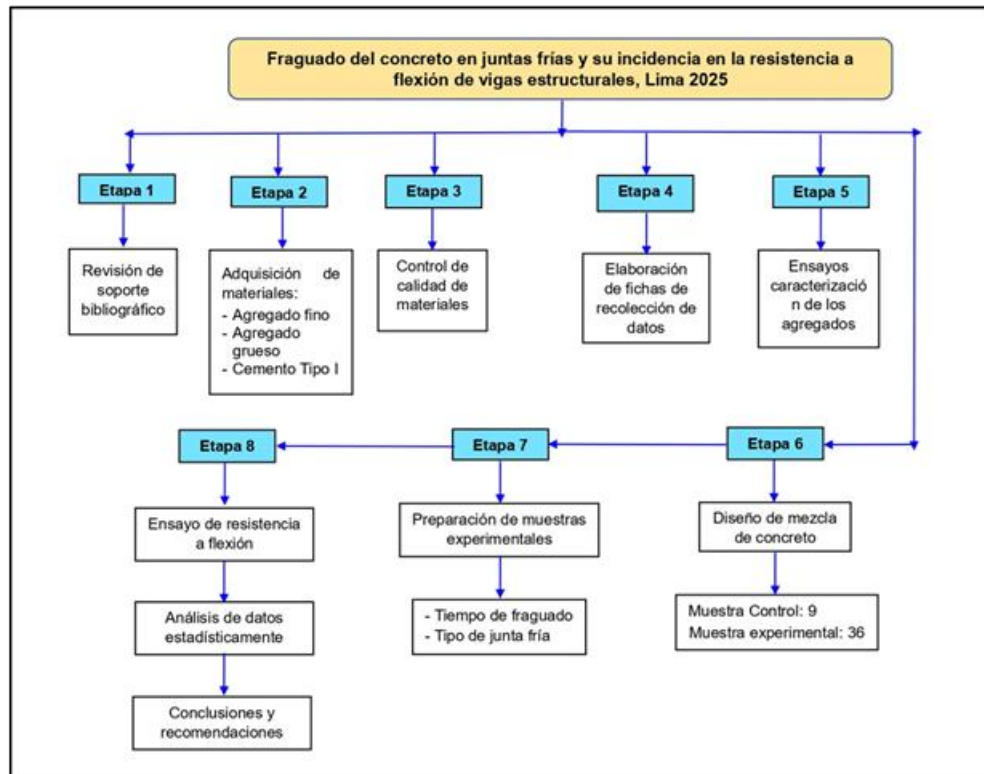 Fraguado del concreto en juntas frías y su incidencia en la resistencia a
flexión de vigas estructurales, Lima 2025
Etapa 1
Etapa 2
Etapa 3
Etapa 4
Etapa 5
Revisión de
soporte
bibliográfico
Adquisición de
materiales:
- Agregado fino
- Agregado
grueso
- Cemento Tipo I
Control de
calidad de
materiales
Elaboración
de fichas de
recolección de
datos
Ensayos
caracterizació
n de los
agregados
Etapa 8
Etapa 7
Etapa 6
Ensayo de resistencia
a flexión
Preparación de muestras
experimentales
Diseño de mezcla
de concreto
Análisis de datos
estadísticamente
- Tiempo de fraguado
- Tipo de junta fría
Muestra Control: 9
Muestra experimental: 36
Conclusiones y
recomendaciones